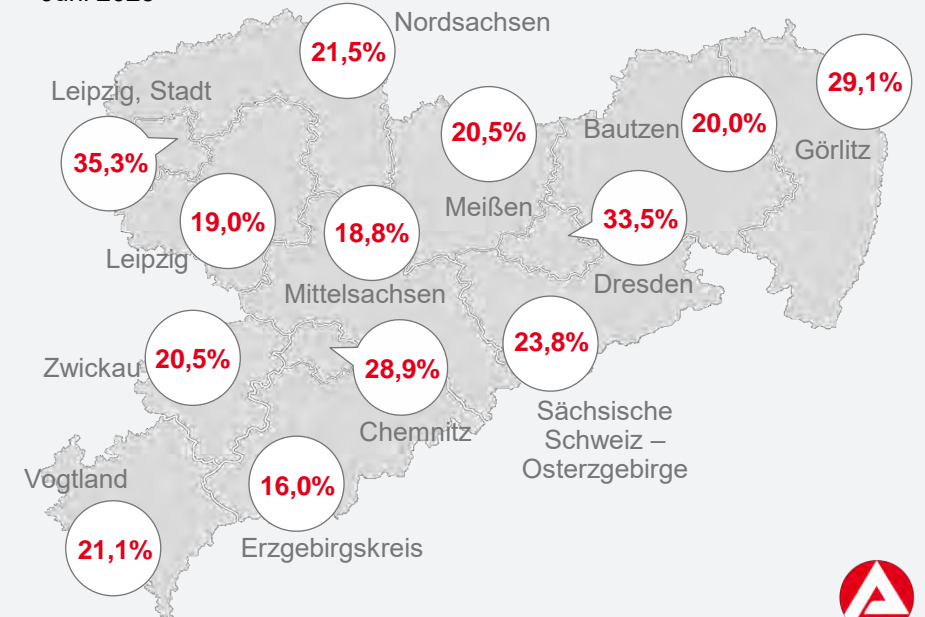 Nordsachsen
21,5%
Leipzig, Stadt
35,3%
29,1%
Görlitz
20,5%
Meißen
Bautzen
20,0%
19,0%
Leipzig
18,8%
Mittelsachsen
33,5%
Dresden
Zwickau
20,5%
28,9%
Chemnitz
23,8%
Sächsische
Schweiz –
Osterzgebirge
Vogtland
21,1%
16,0%
Erzgebirgskreis